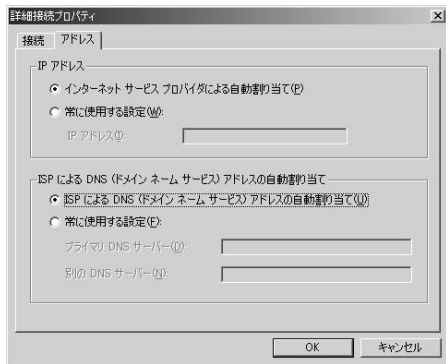 詳細接続プロパティ
接続 アドレス
IP アドレス
インターネット サービス プロバイダによる自動割り当て(P)
常に使用する設定(W):
IP アドレス(I):
ISP による DNS (ドメイン ネーム サービス) アドレスの自動割り当て
ISP による DNS (ドメイン ネーム サービス) アドレスの自動割り当て(U)
常に使用する設定(F):
プライマリ DNS サーバー(D):
別の DNS サーバー(N):
OK キャンセル